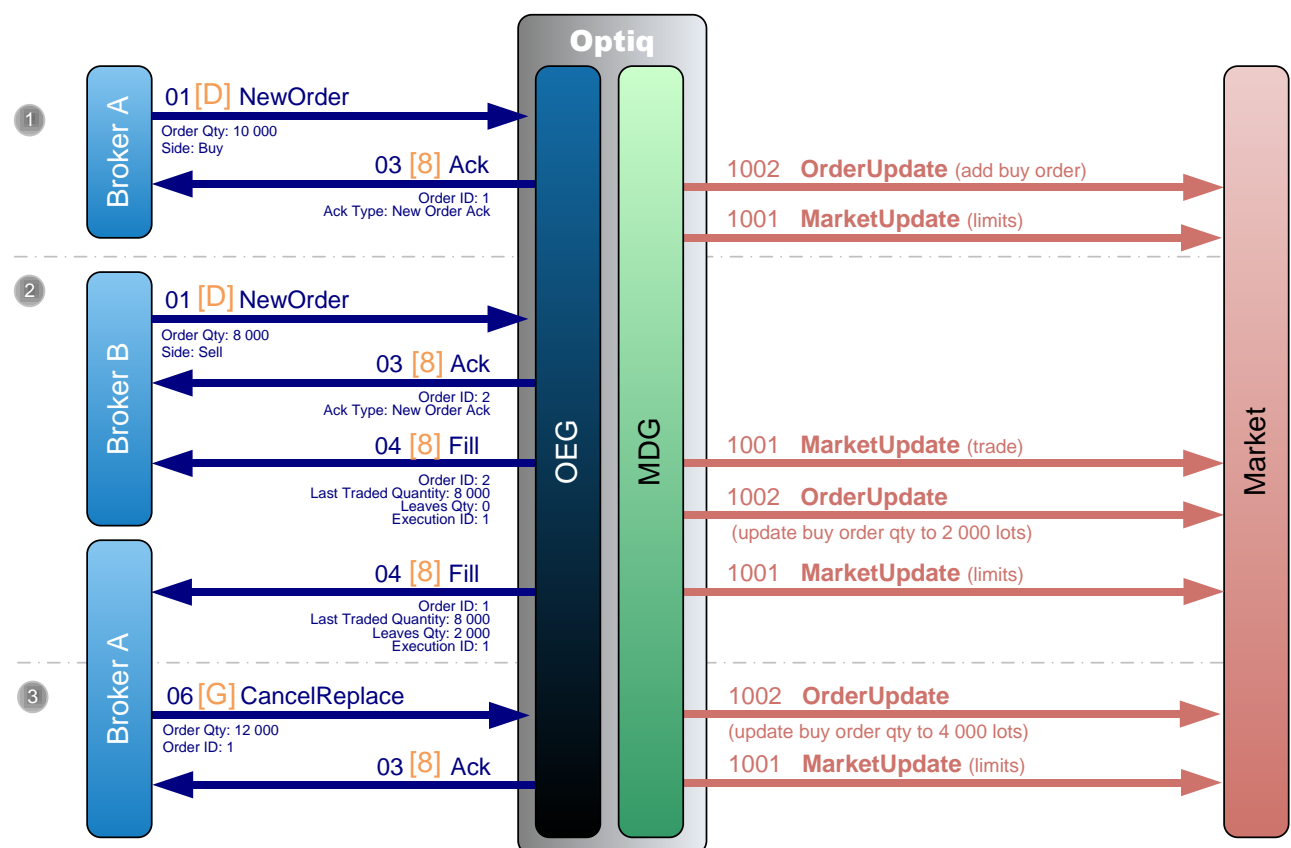 Optiq
1
Broker A
01 [D] NewOrder
Order Qty: 10 000
Side: Buy
03 [8] Ack
Order ID: 1
Ack Type: New Order Ack
1002 OrderUpdate (add buy order)
1001 MarketUpdate (limits)
OEG
MDG
Market
2
Broker B
01 [D] NewOrder
Order Qty: 8 000
Side: Sell
03 [8] Ack
Order ID: 2
Ack Type: New Order Ack
04 [8] Fill
Order ID: 2
Last Traded Quantity: 8 000
Leaves Qty: 0
Execution ID: 1
1001 MarketUpdate (trade)
1002 OrderUpdate
(update buy order qty to 2 000 lots)
Broker A
04 [8] Fill
Order ID: 1
Last Traded Quantity: 8 000
Leaves Qty: 2 000
Execution ID: 1
1001 MarketUpdate (limits)
3
06 [G] CancelReplace
Order Qty: 12 000
Order ID: 1
03 [8] Ack
1002 OrderUpdate
(update buy order qty to 4 000 lots)
1001 MarketUpdate (limits)